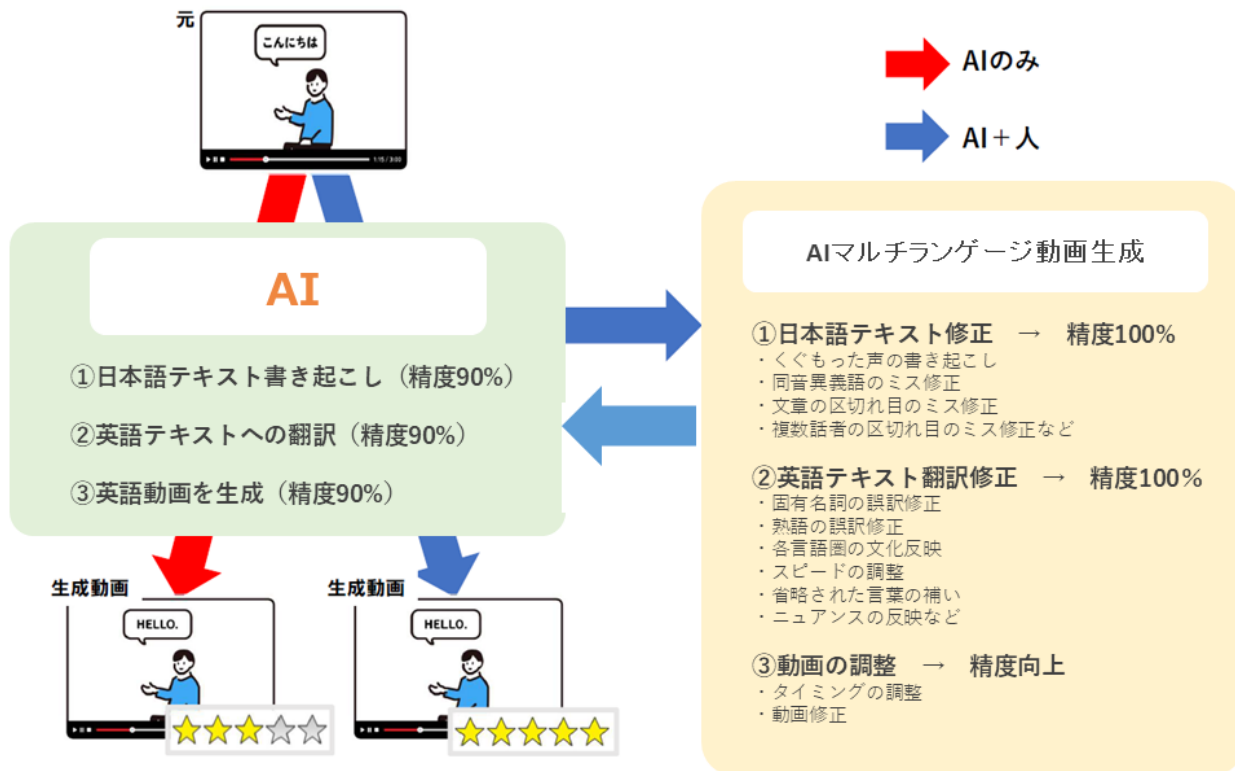 元
こんにちは
1:15 / 3:00
AIのみ
AI＋人
AI
①日本語テキスト書き起こし（精度90%）
②英語テキストへの翻訳（精度90%）
③英語動画を生成（精度90%）
AIマルチランゲージ動画生成
①日本語テキスト修正　→　精度100%
・くぐもった声の書き起こし
・同音異義語のミス修正
・文章の区切れ目のミス修正
・複数話者の区切れ目のミス修正など
②英語テキスト翻訳修正　→　精度100%
・固有名詞の誤訳修正
・熟語の誤訳修正
・各言語圏の文化反映
・スピードの調整
・省略された言葉の補い
・ニュアンスの反映など
③動画の調整　→　精度向上
・タイミングの調整
・動画修正
生成動画
HELLO.
生成動画
HELLO.